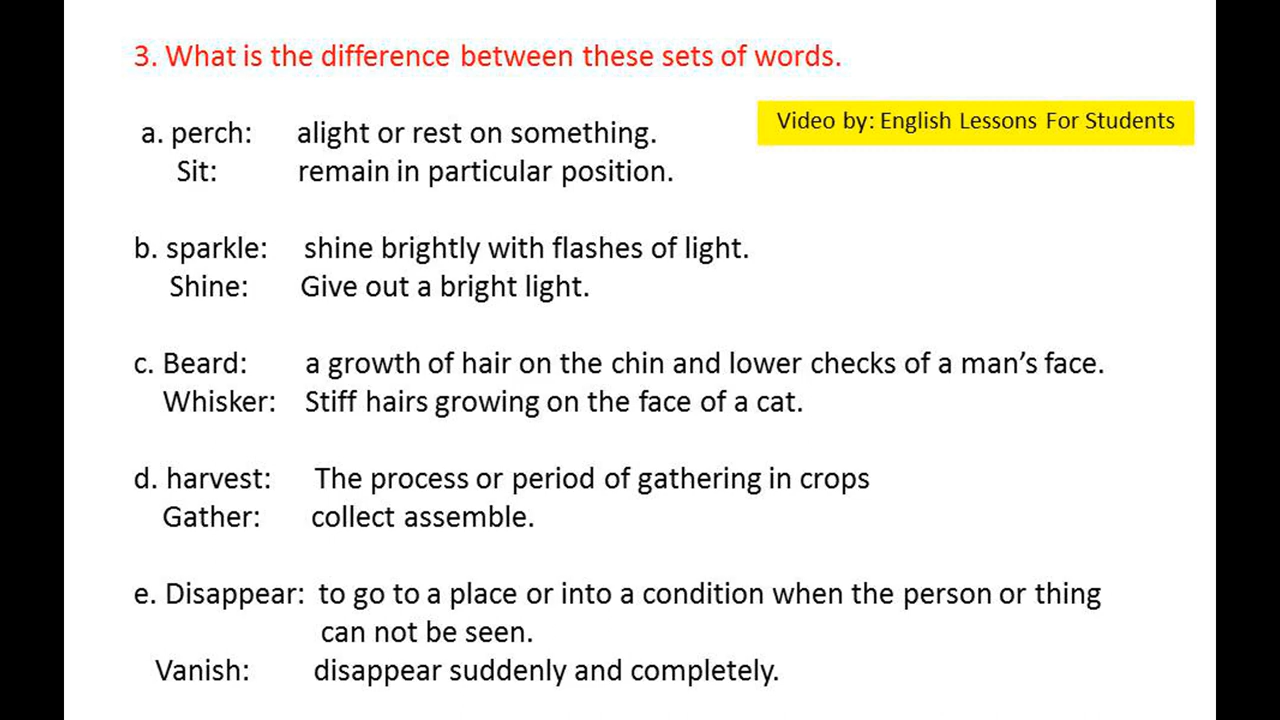 3. What is the difference between these sets of words.
Video by: English Lessons For Students
a. perch: alight or rest on something.
Sit: remain in particular position.
b. sparkle: shine brightly with flashes of light.
Shine: Give out a bright light.
c. Beard: a growth of hair on the chin and lower checks of a man’s face.
Whisker: Stiff hairs growing on the face of a cat.
d. harvest: The process or period of gathering in crops
Gather: collect assemble.
e. Disappear: to go to a place or into a condition when the person or thing
can not be seen.
Vanish: disappear suddenly and completely.